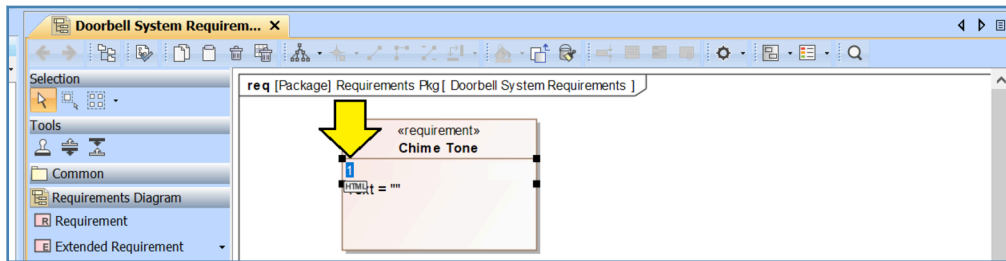 Doorbell System Requirem... X
Selection
req [Package] Requirements Pkg [ Doorbell System Requirements ]
Tools
«requirement»
Chime Tone
1
HTML
Text = ""
Common
Requirements Diagram
R Requirement
E Extended Requirement